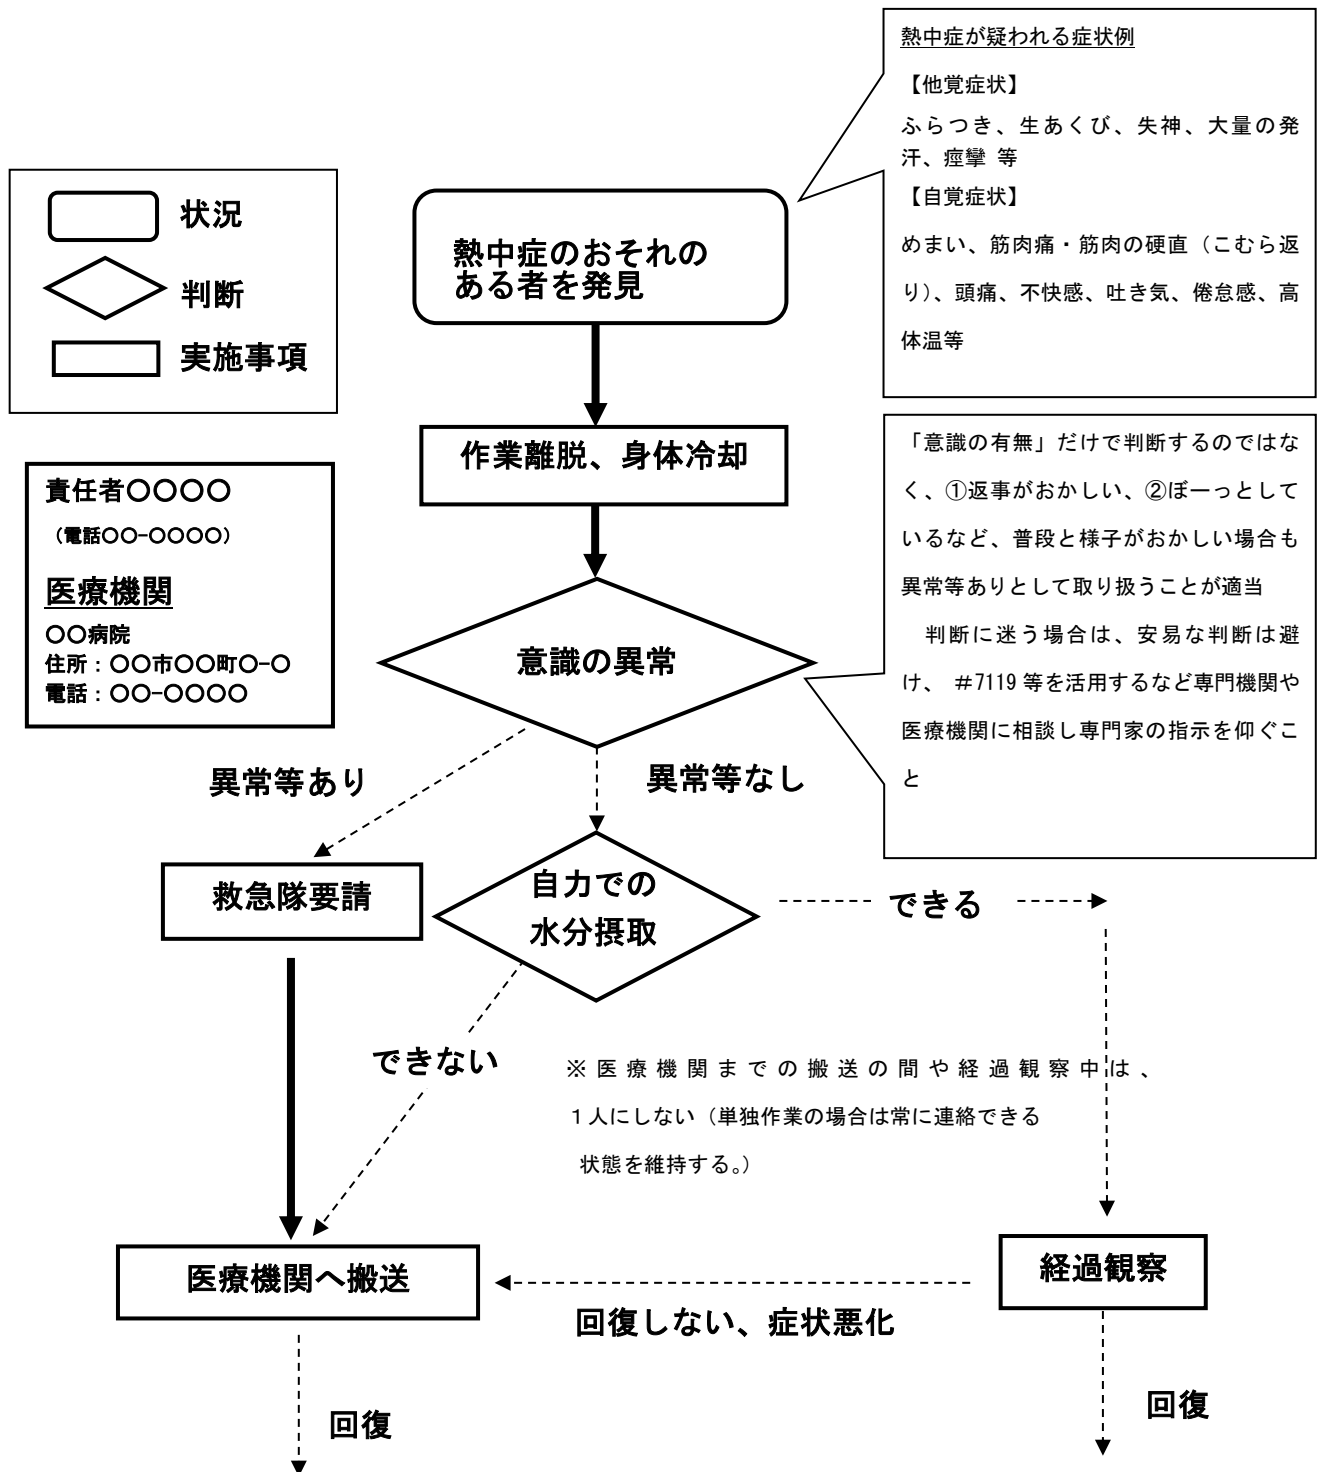 熱中症が疑われる症状例
【他覚症状】
ふらつき、生あくび、失神、大量の発
汗、痙攣 等
【自覚症状】
めまい、筋肉痛・筋肉の硬直（こむら返
り）、頭痛、不快感、吐き気、倦怠感、高
体温等
状況
判断
実施事項
熱中症のおそれの
ある者を発見
作業離脱、身体冷却
「意識の有無」だけで判断するのではな
く、①返事がおかしい、②ぼーっとして
いるなど、普段と様子がおかしい場合も
異常等ありとして取り扱うことが適当
判断に迷う場合は、安易な判断は避
け、 ＃7119 等を活用するなど専門機関や
医療機関に相談し専門家の指示を仰ぐこ
と
責任者〇〇〇〇
（電話〇〇-〇〇〇〇）
医療機関
〇〇病院
住所：〇〇市〇〇町〇-〇
電話：〇〇-〇〇〇〇
意識の異常
異常等あり
異常等なし
救急隊要請
自力での
水分摂取
できる
できない
※医療機関までの搬送の間や経過観察中は、
１人にしない（単独作業の場合は常に連絡できる
状態を維持する。）
医療機関へ搬送
経過観察
回復しない、症状悪化
回復
回復